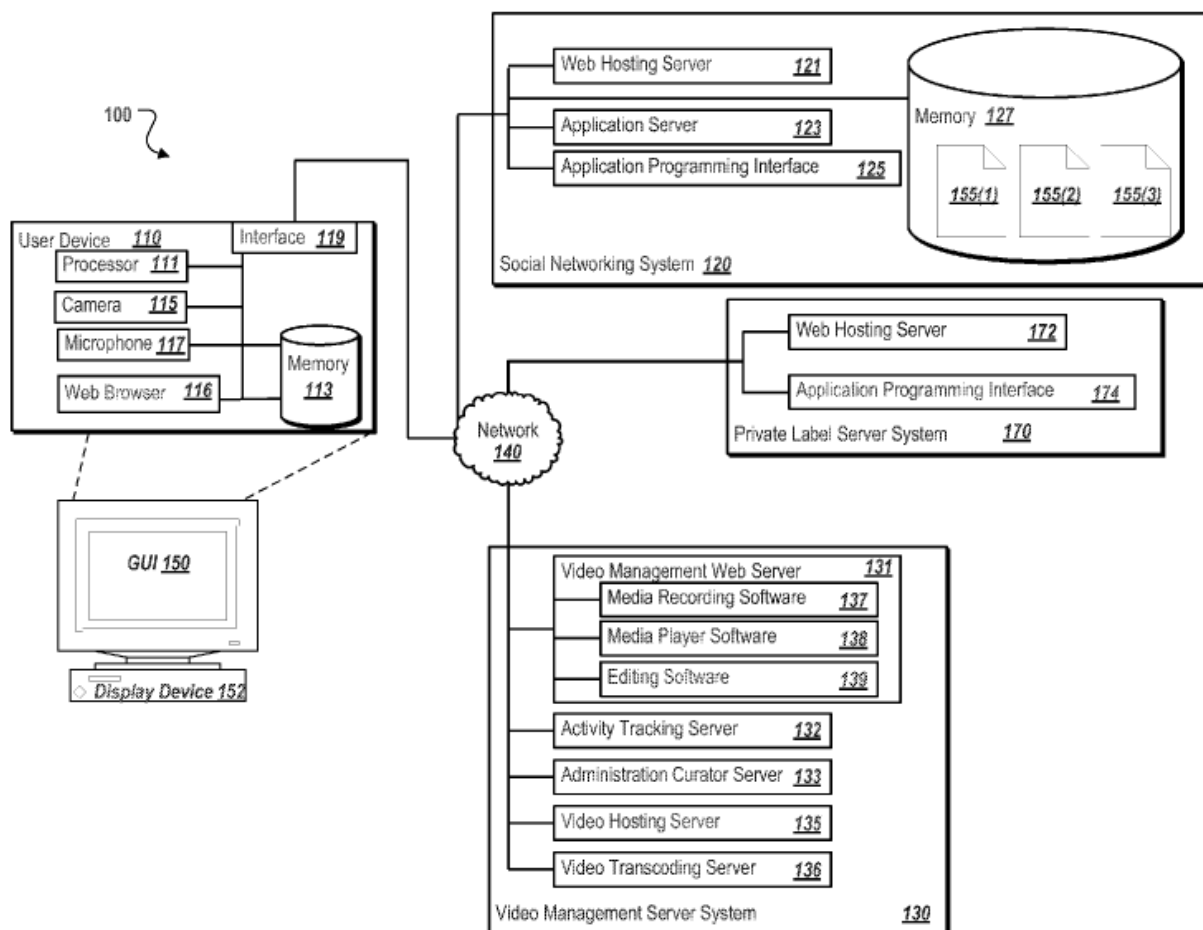 100
User Device 110
Interface 119
Processor 111
Camera 115
Microphone 117
Web Browser 116
Memory
113
GUI 150
Display Device 152
Network
140
Web Hosting Server 121
Application Server 123
Application Programming Interface 125
Memory 127
155(1) 155(2) 155(3)
Social Networking System 120
Web Hosting Server 172
Application Programming Interface 174
Private Label Server System 170
Video Management Web Server 131
Media Recording Software 137
Media Player Software 138
Editing Software 139
Activity Tracking Server 132
Administration Curator Server 133
Video Hosting Server 135
Video Transcoding Server 136
Video Management Server System 130